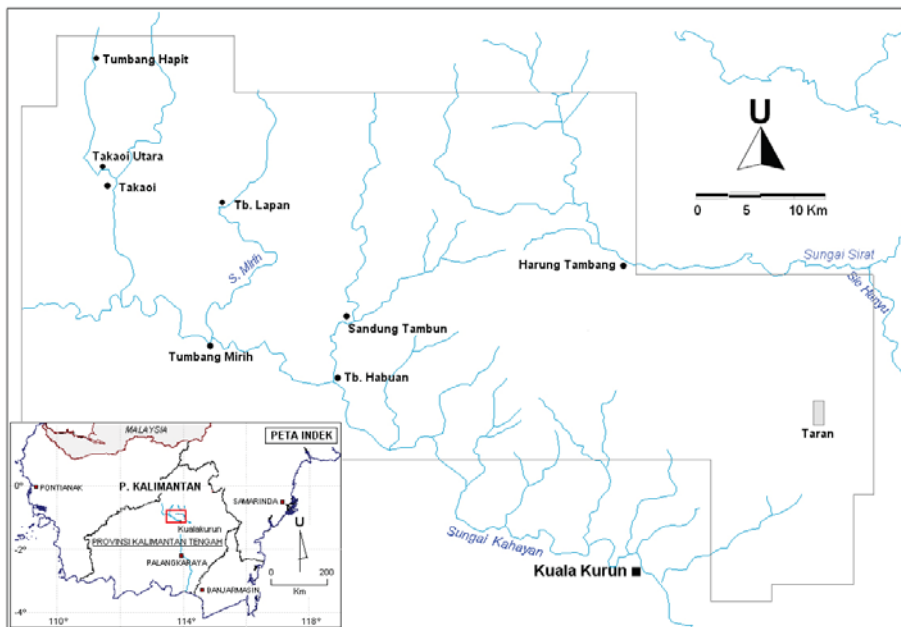 Tumbang Hapit
U
Takaoi Utara
Takaoi
0 5 10 Km
Tb. Lapan
S. Mirih
Harung Tambang
Sungai Sirat
Sie Hanyu
Sandung Tambun
Tumbang Mirih
Tb. Habuan
Taran
Sungai Kahayan
Kuala Kurun
MALAYSIA
PETA INDEK
0°
PONTIANAK
P. KALIMANTAN
SAMARINDA
U
Kualakurun
PROVINSI KALIMANTAN TENGAH
-2°
PALANGKARAYA
0 200
Km
BANJARMASIN
-4°
110° 114° 118°